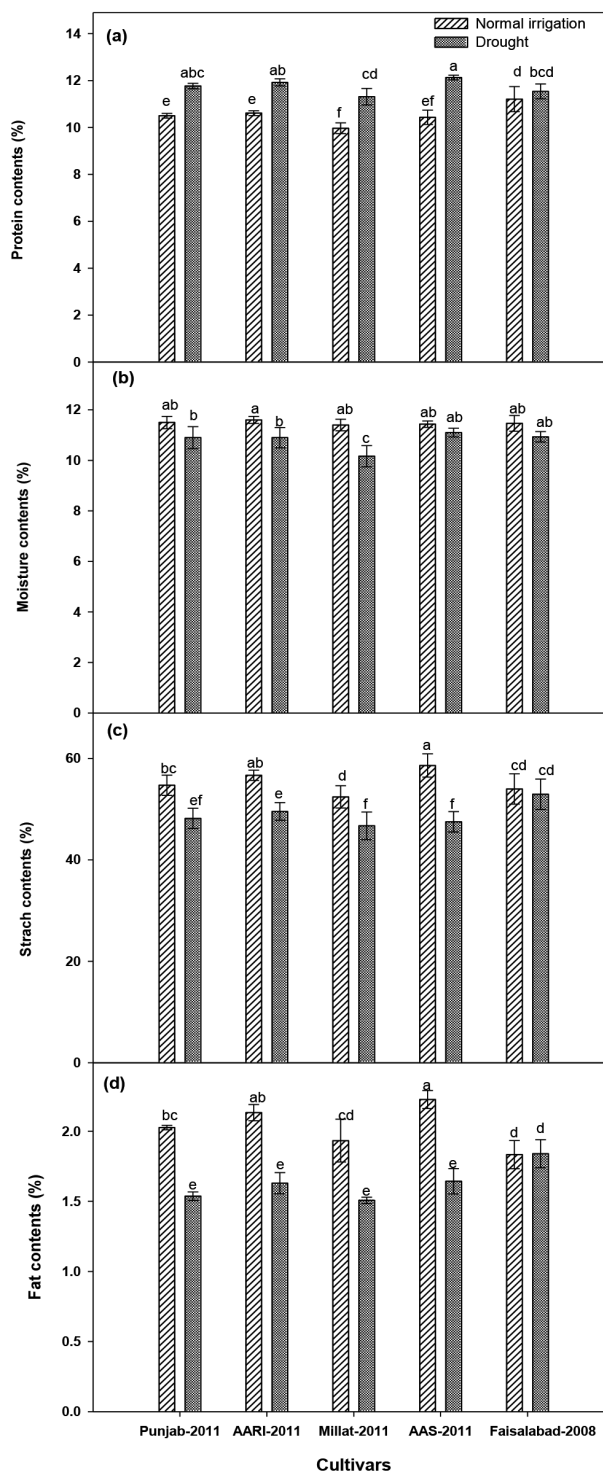 (a)
Normal irrigation
Drought
14
12
10
8
6
4
2
0
Protein contents (%)
e
abc
e
ab
f
cd
ef
a
d
bcd
(b)
12
10
8
6
4
2
0
Moisture contents (%)
ab
b
a
b
ab
c
ab
ab
ab
ab
(c)
60
40
20
0
Strach contents (%)
bc
ef
ab
e
d
f
a
f
cd
cd
(d)
2.0
1.5
1.0
0.5
0.0
Fat contents (%)
bc
e
ab
e
cd
e
a
e
d
d
Punjab-2011 AARI-2011 Millat-2011 AAS-2011 Faisalabad-2008
Cultivars